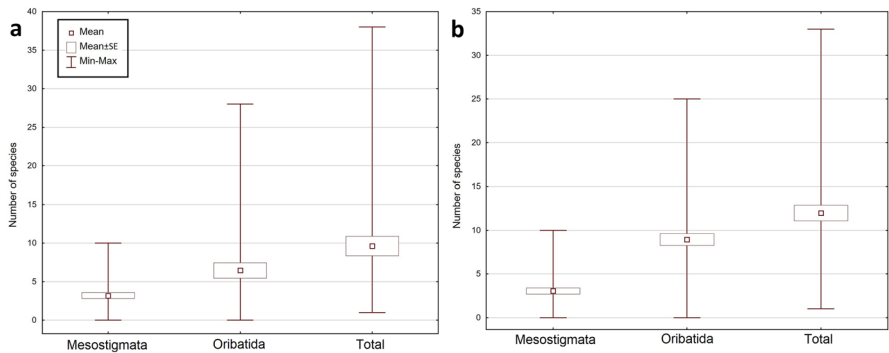 a
Number of species
40
35
30
25
20
15
10
5
0
Mean
Mean±SE
Min-Max
Mesostigmata Oribatida Total
b
Number of species
35
30
25
20
15
10
5
0
Mesostigmata Oribatida Total